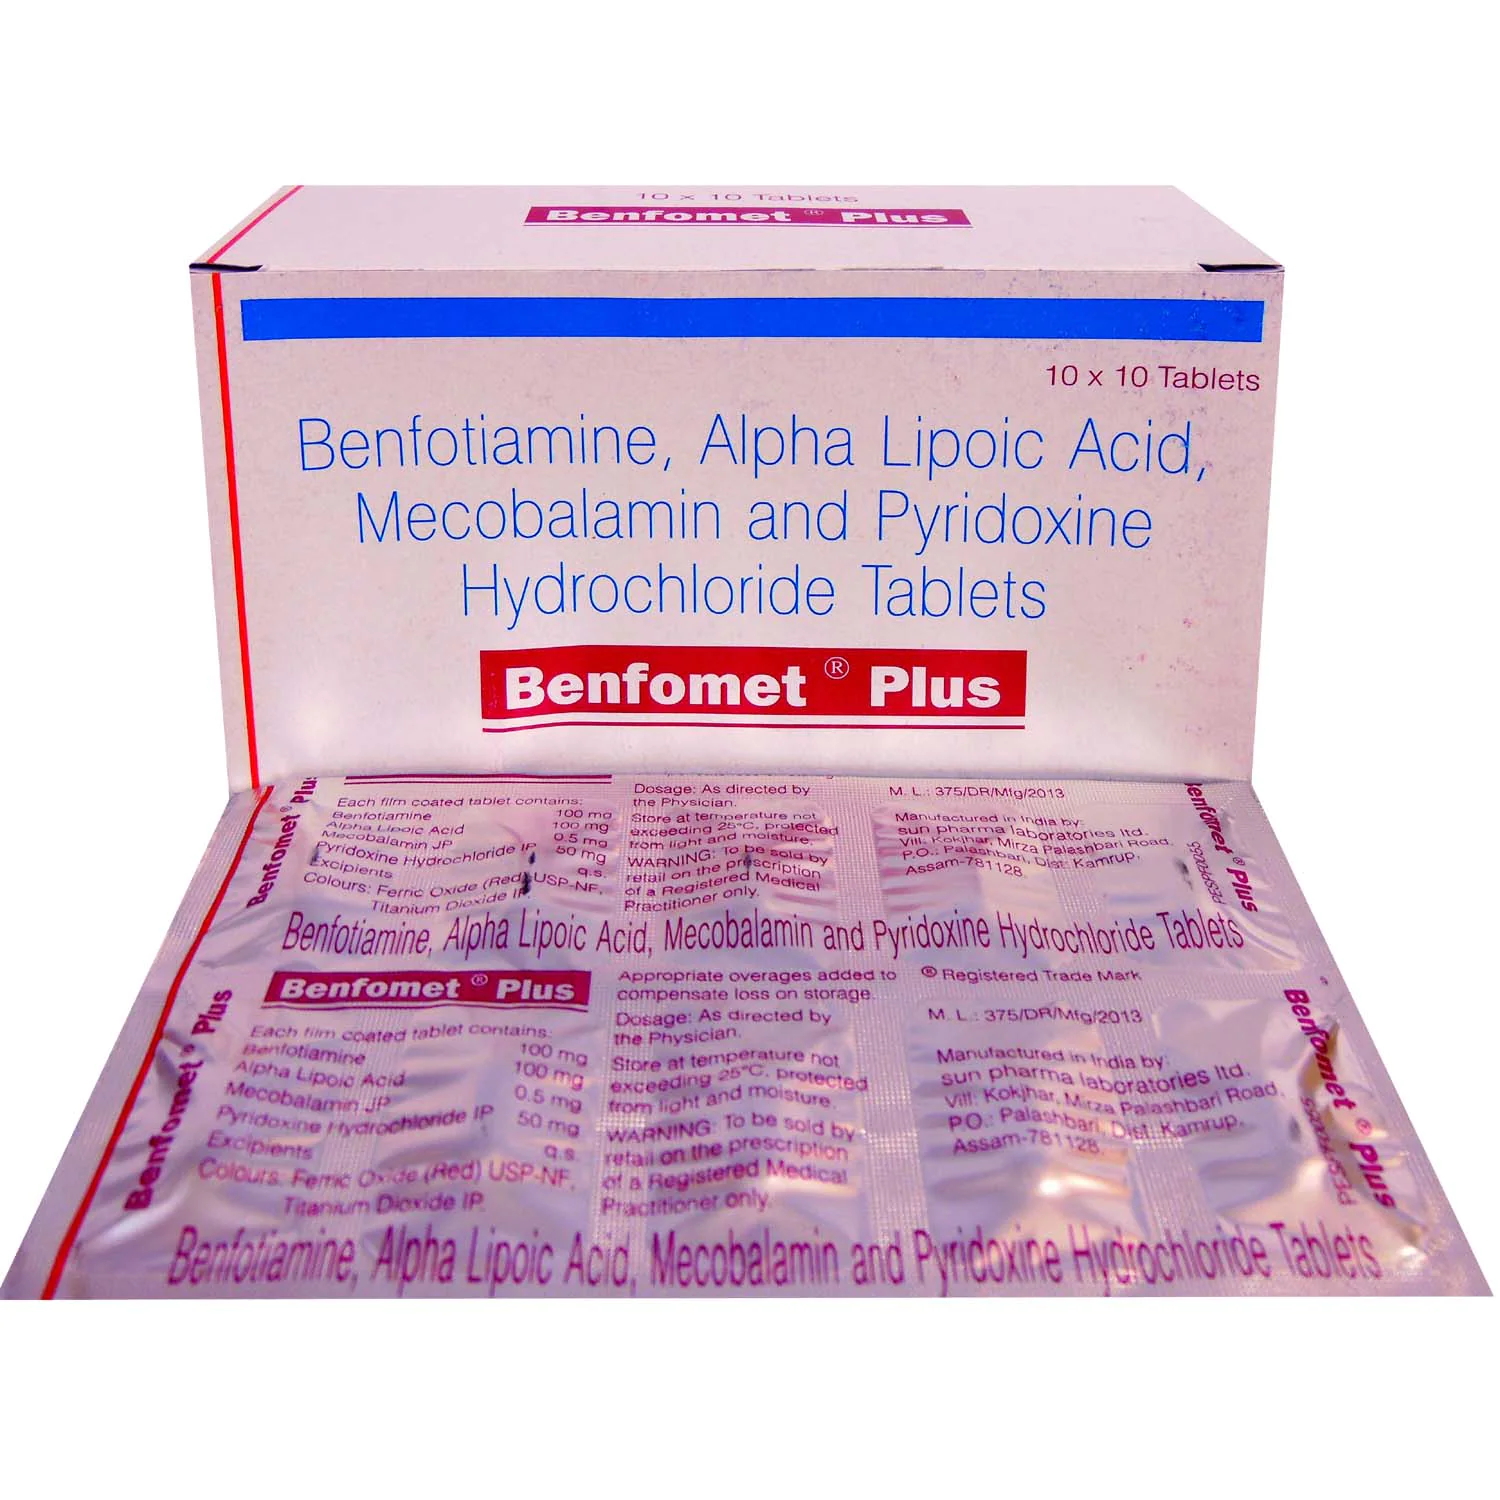 10 x 10 Tablets
Benfomet ® Plus
10 x 10 Tablets
Benfotiamine, Alpha Lipoic Acid,
Mecobalamin and Pyridoxine
Hydrochloride Tablets
Benfomet ® Plus
Benfomet ® Plus
Each film coated tablet contains:
Benfotiamine 100 mg
Alpha Lipoic Acid 100 mg
Mecobalamin JP 0.5 mg
Pyridoxine Hydrochloride IP 50 mg
Excipients q.s.
Colours: Ferric Oxide (Red) USP-NF,
Titanium Dioxide IP.
Dosage: As directed by
the Physician.
Store at temperature not
exceeding 25°C, protected
from light and moisture.
WARNING: To be sold by
retail on the prescription
of a Registered Medical
Practitioner only.
M. L.: 375/DR/Mfg/2013
Manufactured in India by:
sun pharma laboratories ltd.
Vill: Kokjhar, Mirza Palashbari Road,
P.O.: Palashbari, Dist. Kamrup,
Assam-781128.
PESPP0055
Benfomet ® Plus
Benfotiamine, Alpha Lipoic Acid, Mecobalamin and Pyridoxine Hydrochloride Tablets
Benfomet ® Plus
Benfomet ® Plus
Each film coated tablet contains:
Benfotiamine 100 mg
Alpha Lipoic Acid 100 mg
Mecobalamin JP 0.5 mg
Pyridoxine Hydrochloride IP 50 mg
Excipients q.s.
Colours: Ferric Oxide (Red) USP-NF,
Titanium Dioxide IP.
Appropriate overages added to
compensate loss on storage.
Dosage: As directed by
the Physician.
Store at temperature not
exceeding 25°C, protected
from light and moisture.
WARNING: To be sold by
retail on the prescription
of a Registered Medical
Practitioner only.
® Registered Trade Mark
M. L.: 375/DR/Mfg/2013
Manufactured in India by:
sun pharma laboratories ltd.
Vill: Kokjhar, Mirza Palashbari Road,
P.O.: Palashbari, Dist. Kamrup,
Assam-781128.
Benfomet ® Plus
Benfotiamine, Alpha Lipoic Acid, Mecobalamin and Pyridoxine Hydrochloride Tablets